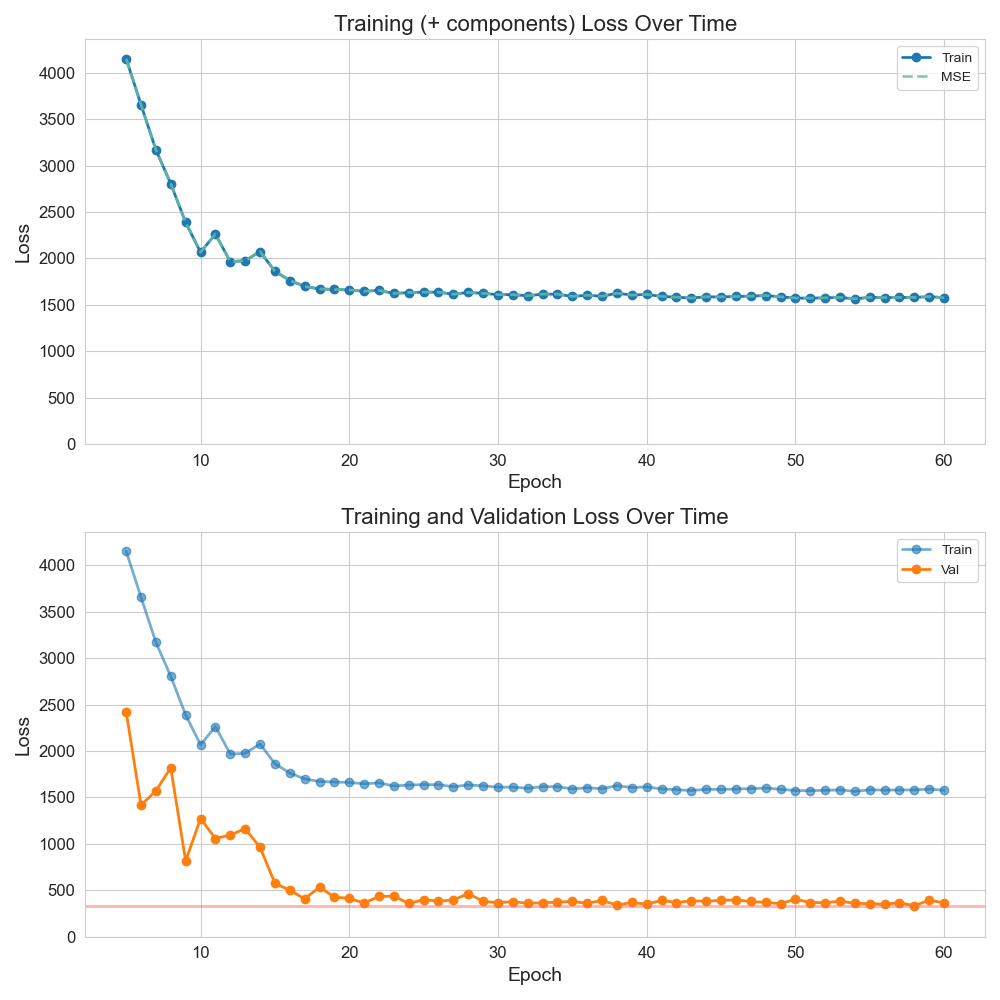 Training (+ components) Loss Over Time
Train
MSE
4000
3500
3000
2500
2000
1500
1000
500
0
Loss
10 20 30 40 50 60
Epoch
Training and Validation Loss Over Time
Train
Val
4000
3500
3000
2500
2000
1500
1000
500
0
Loss
10 20 30 40 50 60
Epoch